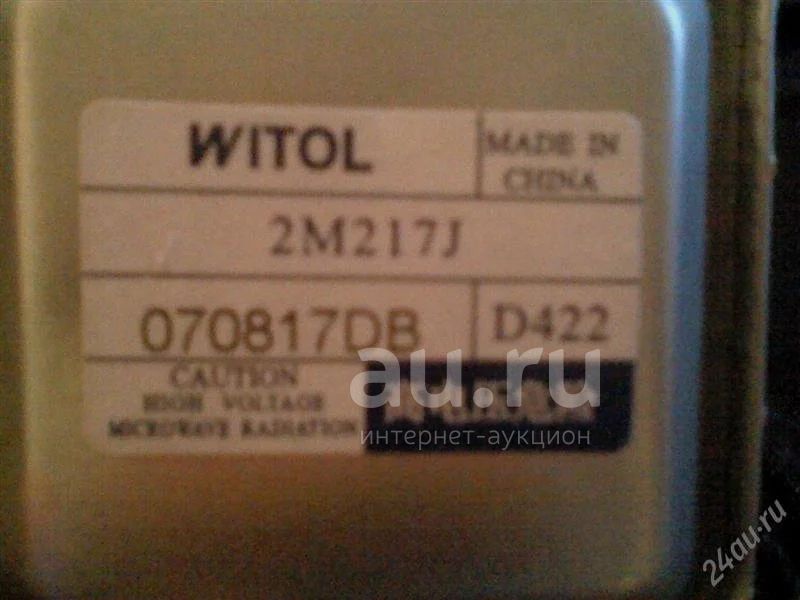 WITOL
MADE IN
CHINA
2M217J
070817DB
D422
CAUTION
HIGH VOLTAGE
MICROWAVE RADIATION
au.ru
интернет-аукцион
24au.ru